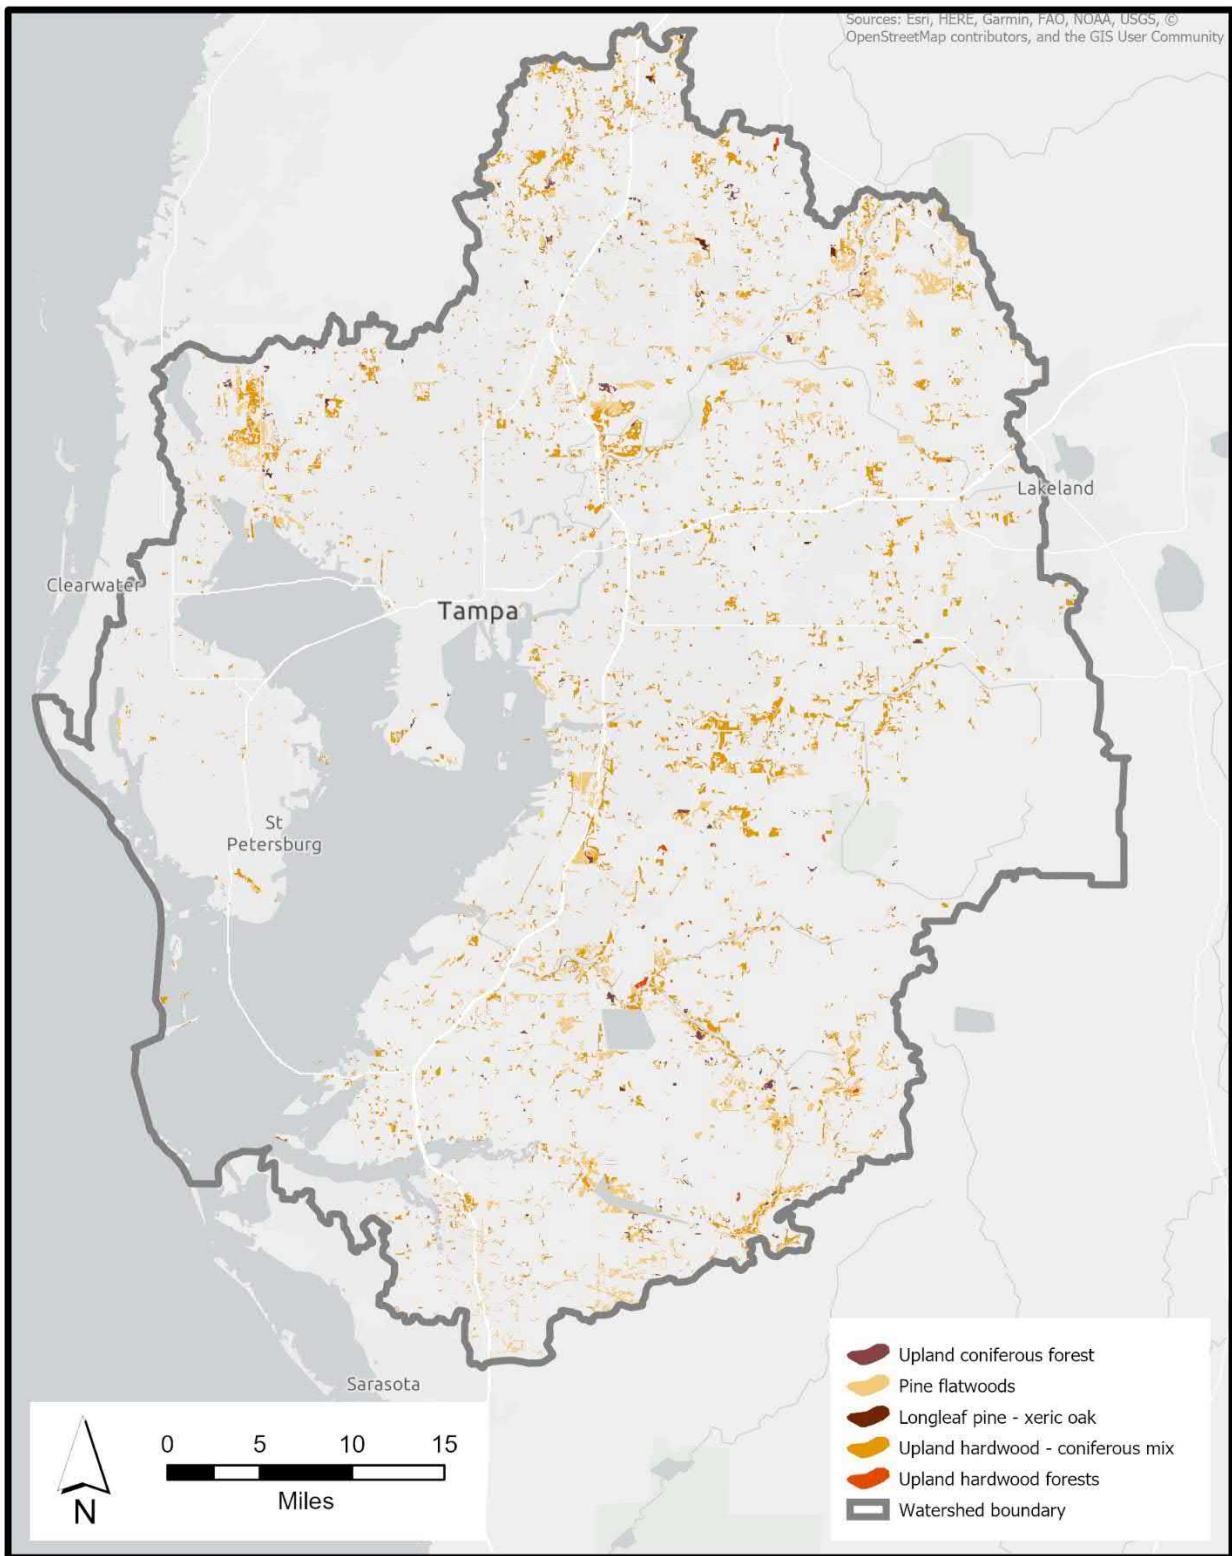 Sources: Esri, HERE, Garmin, FAO, NOAA, USGS, ©
OpenStreetMap contributors, and the GIS User Community
Lakeland
Clearwater
Tampa
St
Petersburg
Sarasota
N
0 5 10 15
Miles
Upland coniferous forest
Pine flatwoods
Longleaf pine - xeric oak
Upland hardwood - coniferous mix
Upland hardwood forests
Watershed boundary